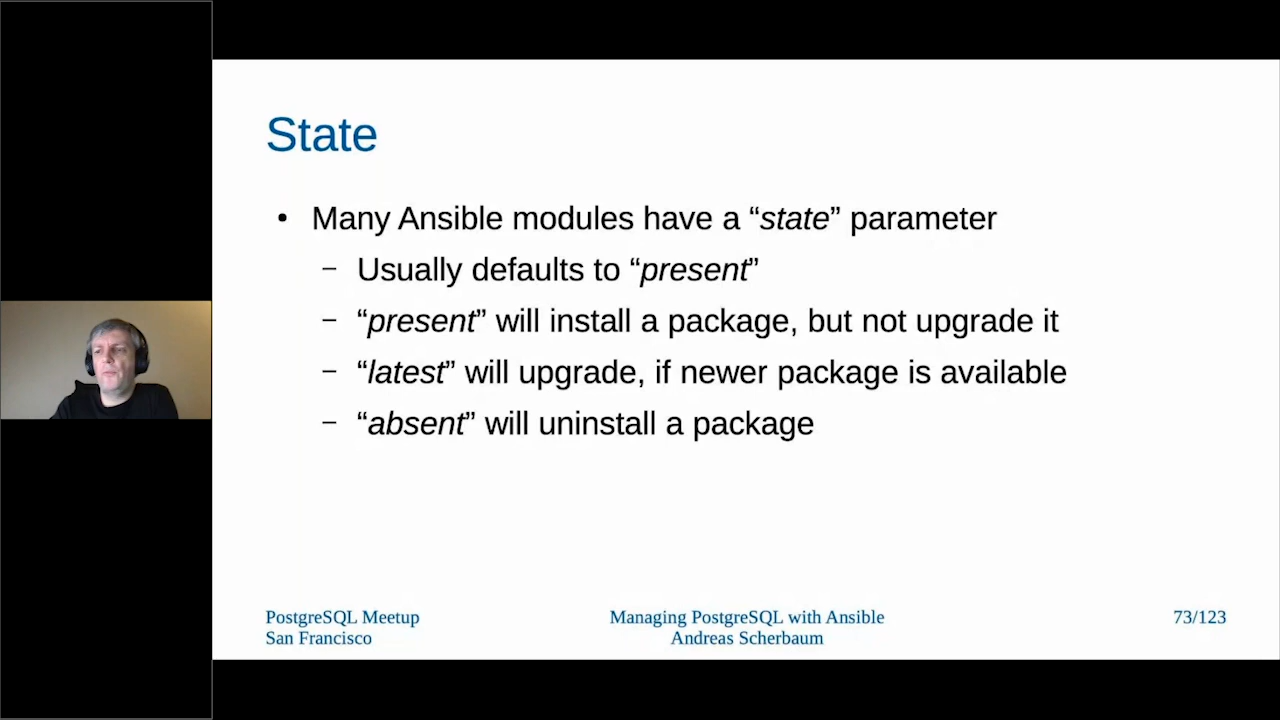 State
• Many Ansible modules have a “state” parameter
– Usually defaults to “present”
– “present” will install a package, but not upgrade it
– “latest” will upgrade, if newer package is available
– “absent” will uninstall a package
PostgreSQL Meetup
San Francisco
Managing PostgreSQL with Ansible
Andreas Scherbaum
73/123